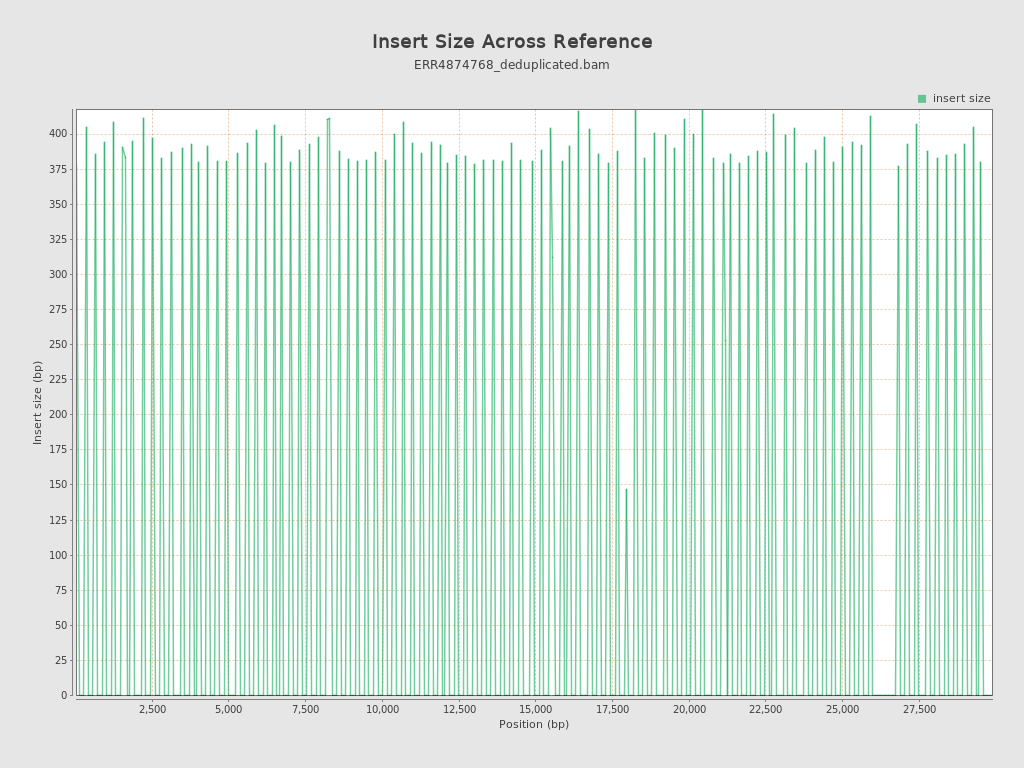 Insert Size Across Reference
ERR4874768_deduplicated.bam
insert size
Insert size (bp)
400
375
350
325
300
275
250
225
200
175
150
125
100
75
50
25
0
2,500 5,000 7,500 10,000 12,500 15,000 17,500 20,000 22,500 25,000 27,500
Position (bp)